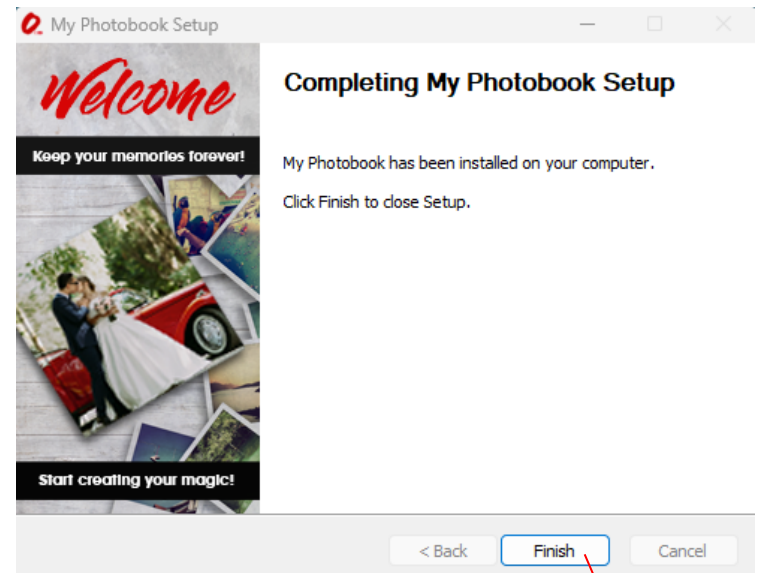 My Photobook Setup
Welcome
Keep your memories forever!
Start creating your magic!
Completing My Photobook Setup
My Photobook has been installed on your computer.
Click Finish to close Setup.
< Back
Finish
Cancel